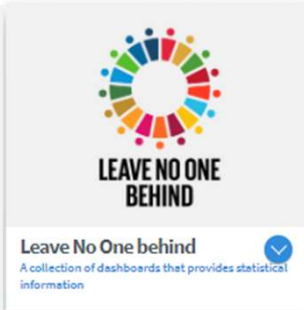 LEAVE NO ONE
BEHIND
Leave No One behind
A collection of dashboards that provides statistical
information